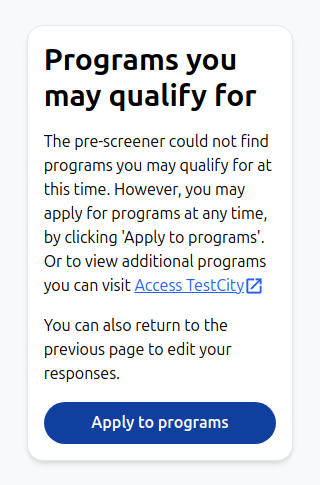 Programs you
may qualify for
The pre-screener could not find
programs you may qualify for at
this time. However, you may
apply for programs at any time,
by clicking 'Apply to programs'.
Or to view additional programs
you can visit Access TestCity
You can also return to the
previous page to edit your
responses.
Apply to programs